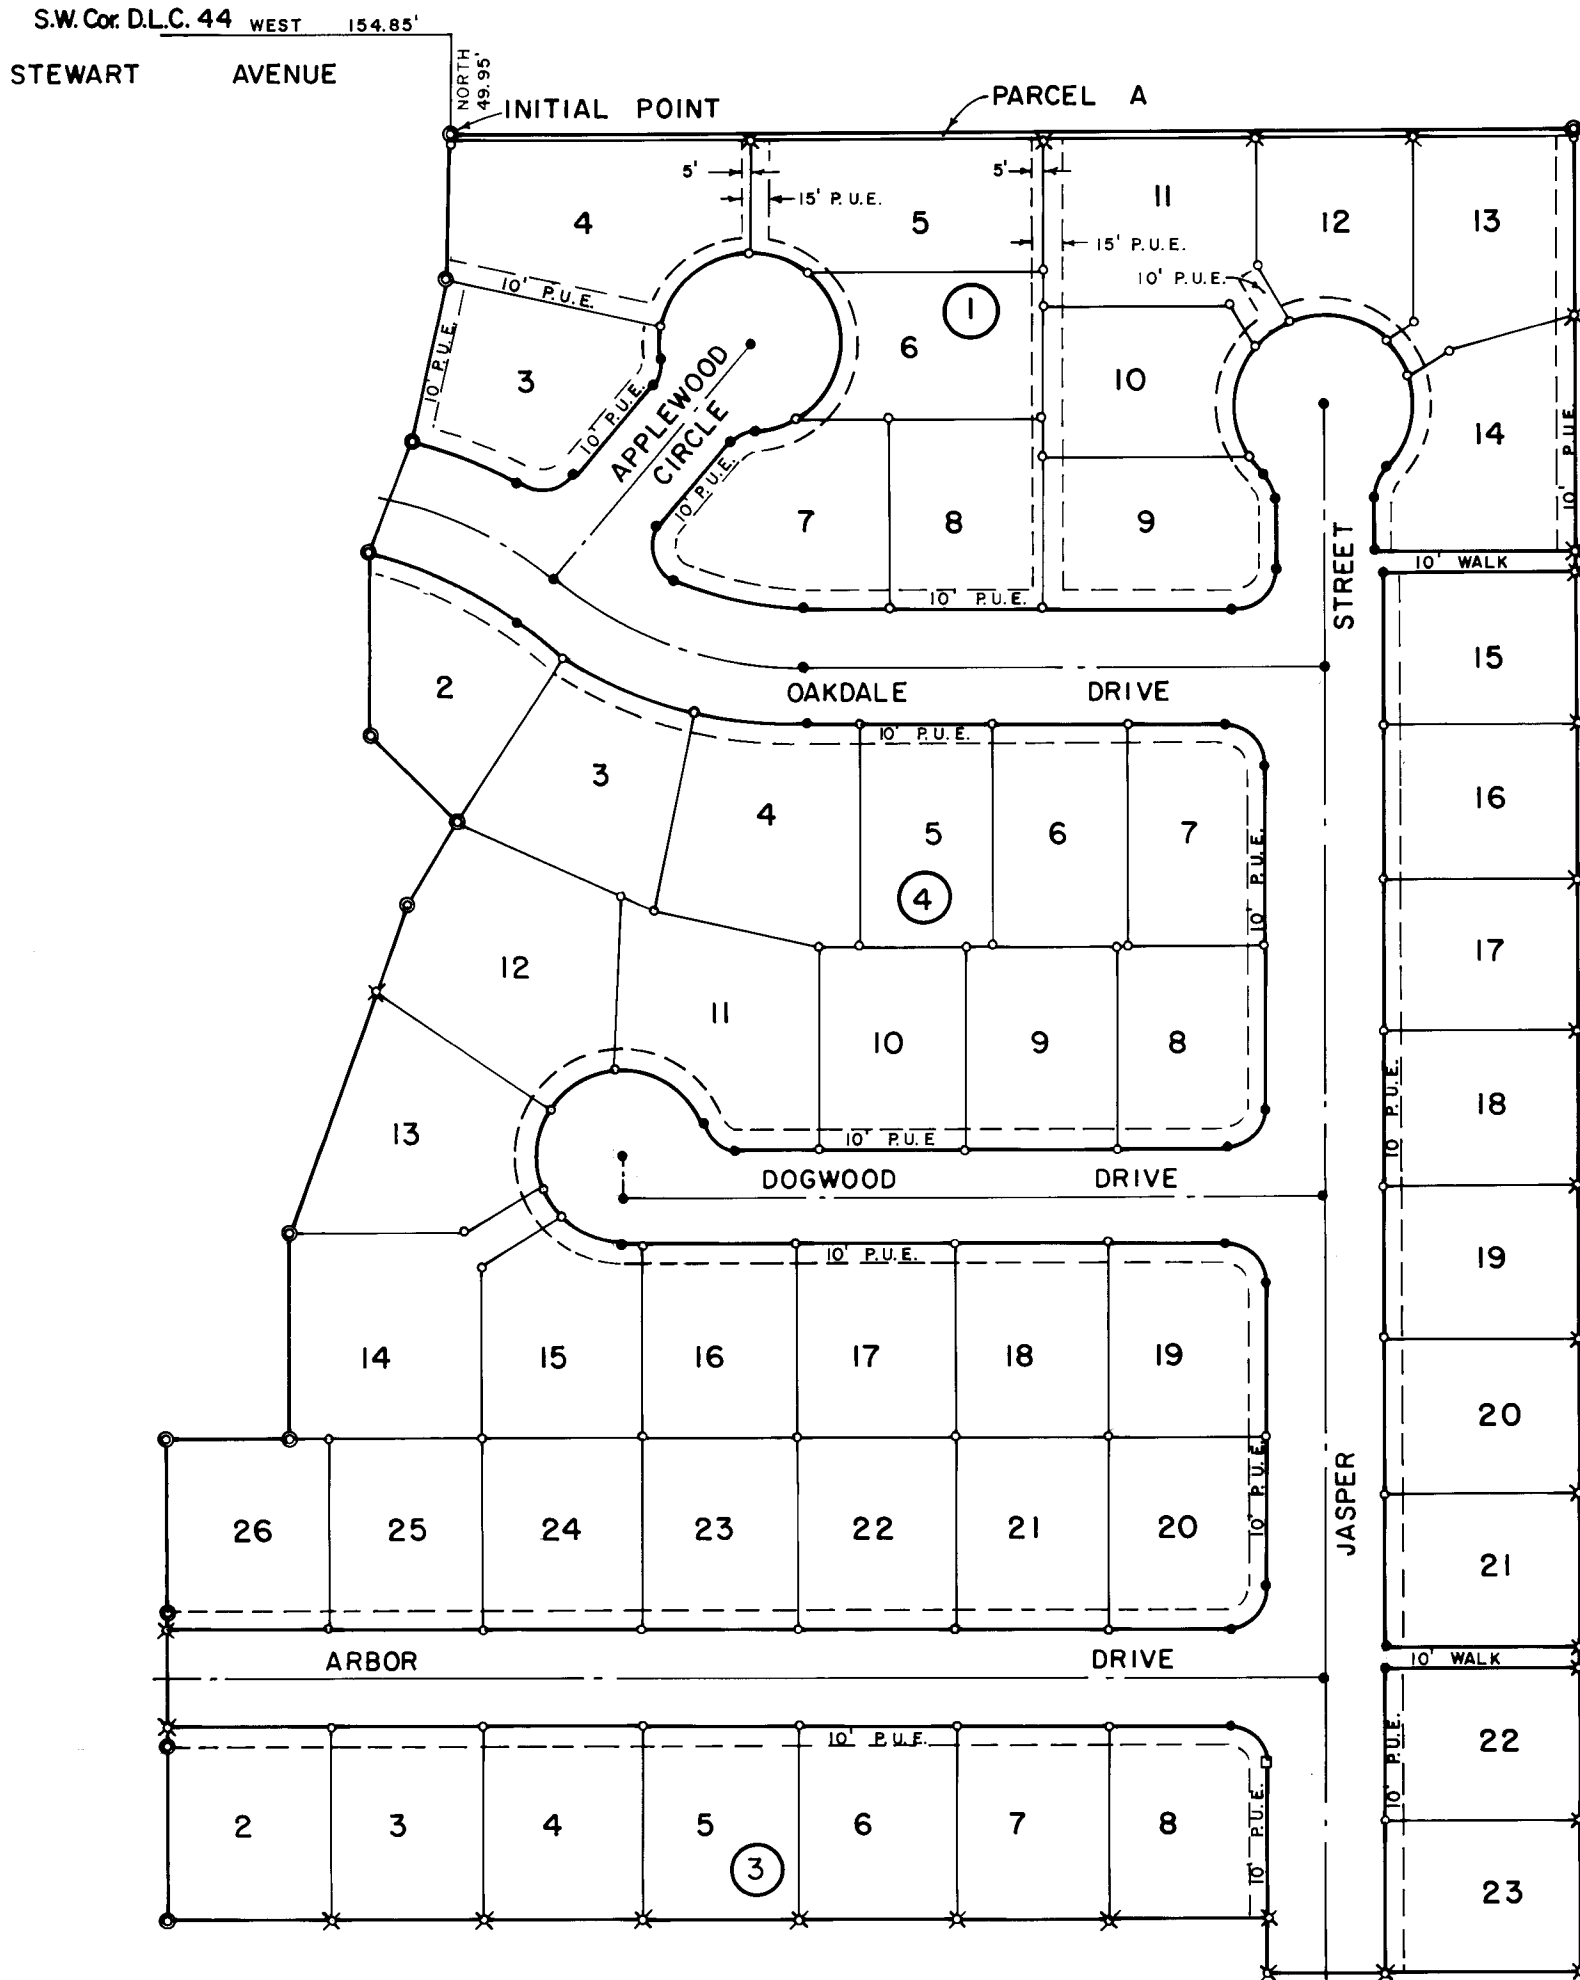 S.W. Cor. D.L.C. 44 WEST 154.85'
STEWART AVENUE
NORTH
49.95'
INITIAL POINT
PARCEL A
5'
5'
15' P.U.E.
4
5
11
12
13
15' P.U.E.
10' P.U.E.
10' P.U.E.
1
10' P.U.E.
3
6
10
10' P.U.E.
APPLEWOOD
CIRCLE
14
10' P.U.E.
10' P.U.E.
7
8
9
STREET
10' WALK
10' P.U.E.
15
2
OAKDALE DRIVE
10' P.U.E.
3
4
5
6
7
16
10' P.U.E.
4
12
11
10
9
8
17
13
10' P.U.E
18
10' P.U.E.
DOGWOOD DRIVE
10' P.U.E.
19
14
15
16
17
18
19
20
10' P.U.E.
JASPER
26
25
24
23
22
21
20
21
ARBOR DRIVE
10' WALK
10' P.U.E.
22
10' P.U.E.
10' P.U.E.
2
3
4
5
6
7
8
3
23